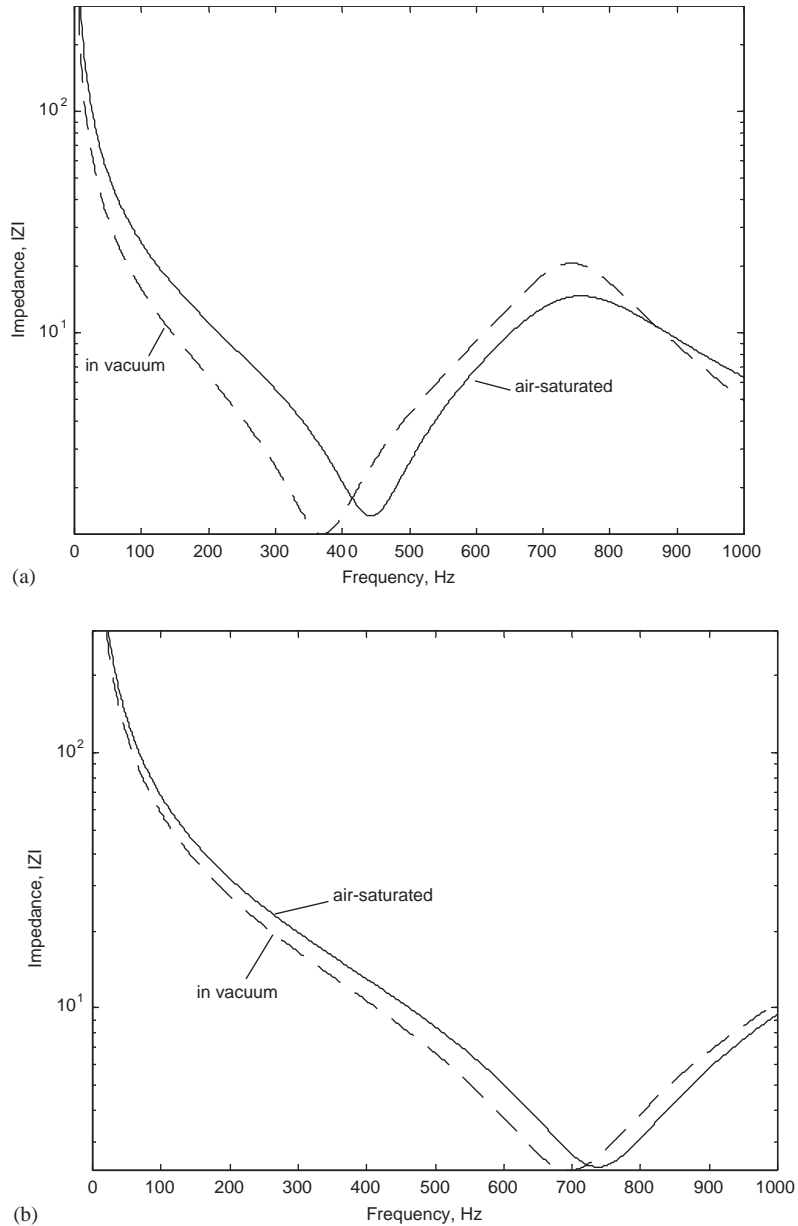 10²
Impedance, IZI
10¹
in vacuum
air-saturated
0 100 200 300 400 500 600 700 800 900 1000
(a)
Frequency, Hz
10²
Impedance, IZI
air-saturated
in vacuum
10¹
0 100 200 300 400 500 600 700 800 900 1000
(b)
Frequency, Hz